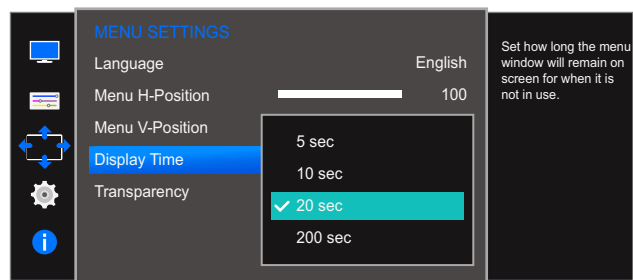 MENU SETTINGS
Language English
Menu H-Position 100
Menu V-Position
Display Time
Transparency
5 sec
10 sec
20 sec
200 sec
Set how long the menu
window will remain on
screen for when it is
not in use.